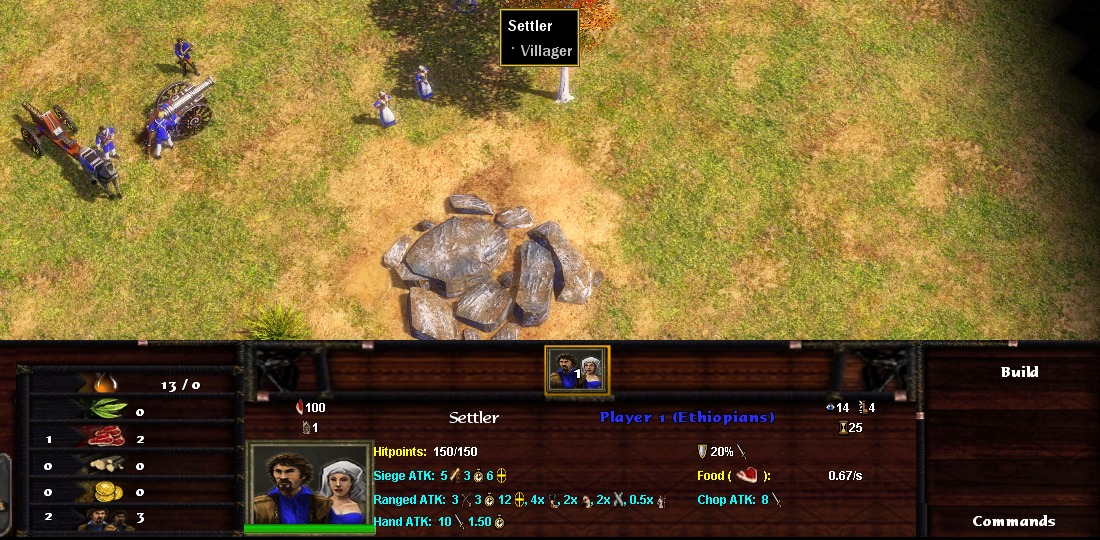 Settler
· Villager
1
13 / 0
0
1 2
0 0
0 0
2 3
100
1
Settler
Player 1 (Ethiopians)
14 4
25
Hitpoints: 150/150
20%
Siege ATK: 5 3 6
Food ( ): 0.67/s
Ranged ATK: 3 3 12 , 4x , 2x , 2x , 0.5x
Chop ATK: 8
Hand ATK: 10 1.50
Build
Commands